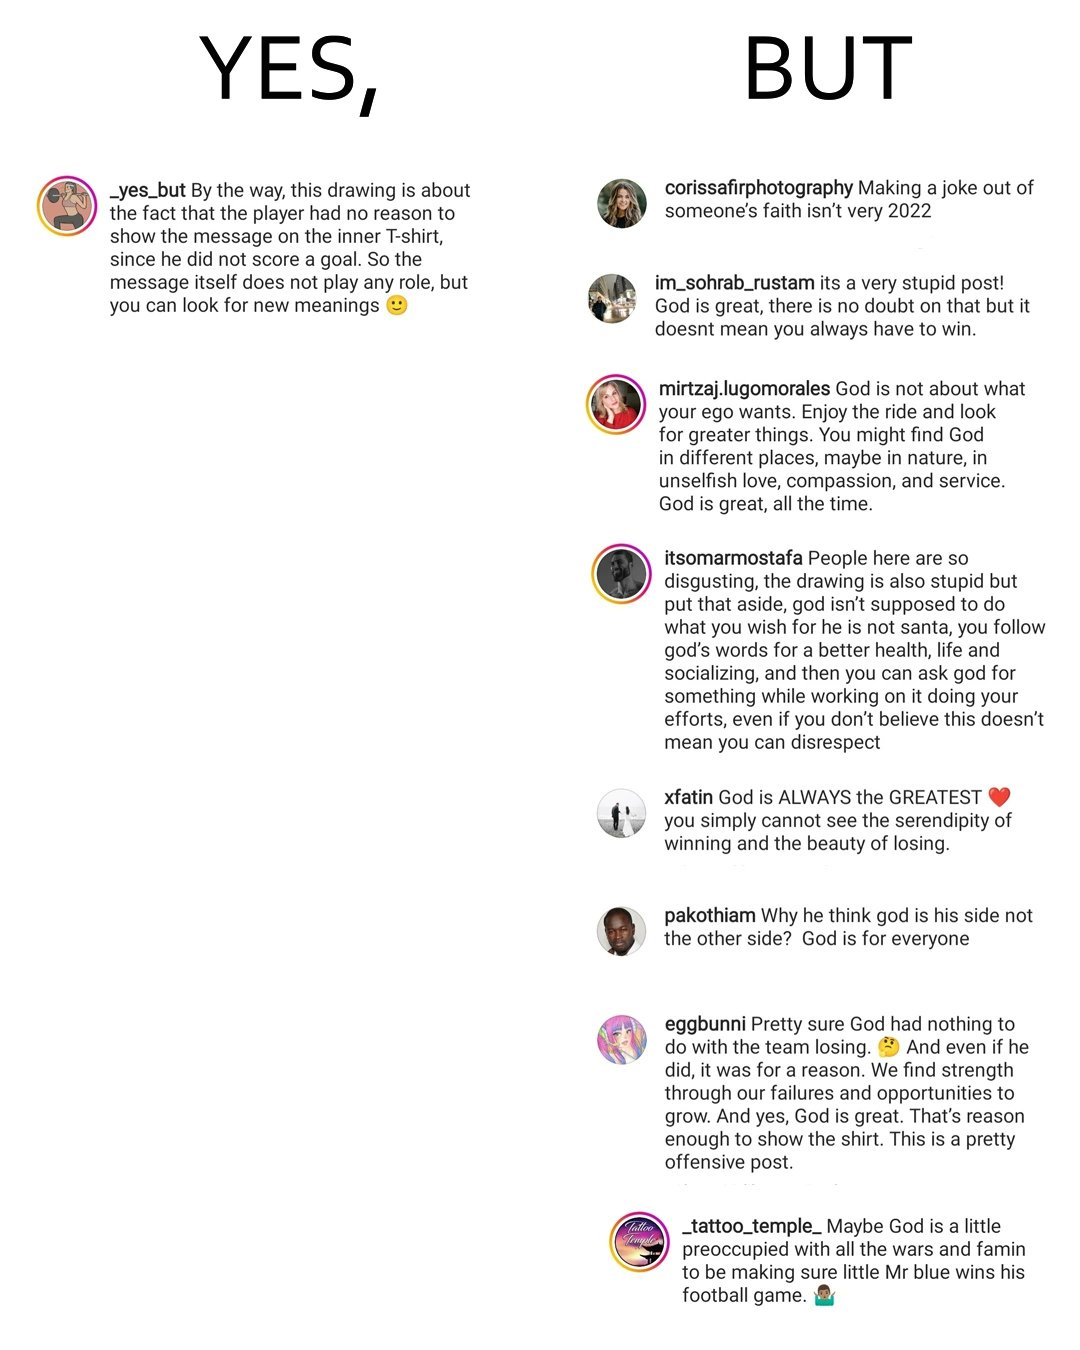 YES,
BUT
_yes_but By the way, this drawing is about
the fact that the player had no reason to
show the message on the inner T-shirt,
since he did not score a goal. So the
message itself does not play any role, but
you can look for new meanings 🙂
corissafirphotography Making a joke out of
someone's faith isn't very 2022
im_sohrab_rustam its a very stupid post!
God is great, there is no doubt on that but it
doesnt mean you always have to win.
mirtzaj.lugomorales God is not about what
your ego wants. Enjoy the ride and look
for greater things. You might find God
in different places, maybe in nature, in
unselfish love, compassion, and service.
God is great, all the time.
itsomarmostafa People here are so
disgusting, the drawing is also stupid but
put that aside, god isn't supposed to do
what you wish for he is not santa, you follow
god's words for a better health, life and
socializing, and then you can ask god for
something while working on it doing your
efforts, even if you don't believe this doesn't
mean you can disrespect
xfatin God is ALWAYS the GREATEST ❤️
you simply cannot see the serendipity of
winning and the beauty of losing.
pakothiam Why he think god is his side not
the other side?  God is for everyone
eggbunni Pretty sure God had nothing to
do with the team losing. 🤔 And even if he
did, it was for a reason. We find strength
through our failures and opportunities to
grow. And yes, God is great. That's reason
enough to show the shirt. This is a pretty
offensive post.
Tattoo
Temple
_tattoo_temple_ Maybe God is a little
preoccupied with all the wars and famin
to be making sure little Mr blue wins his
football game. 🤷🏽‍♂️